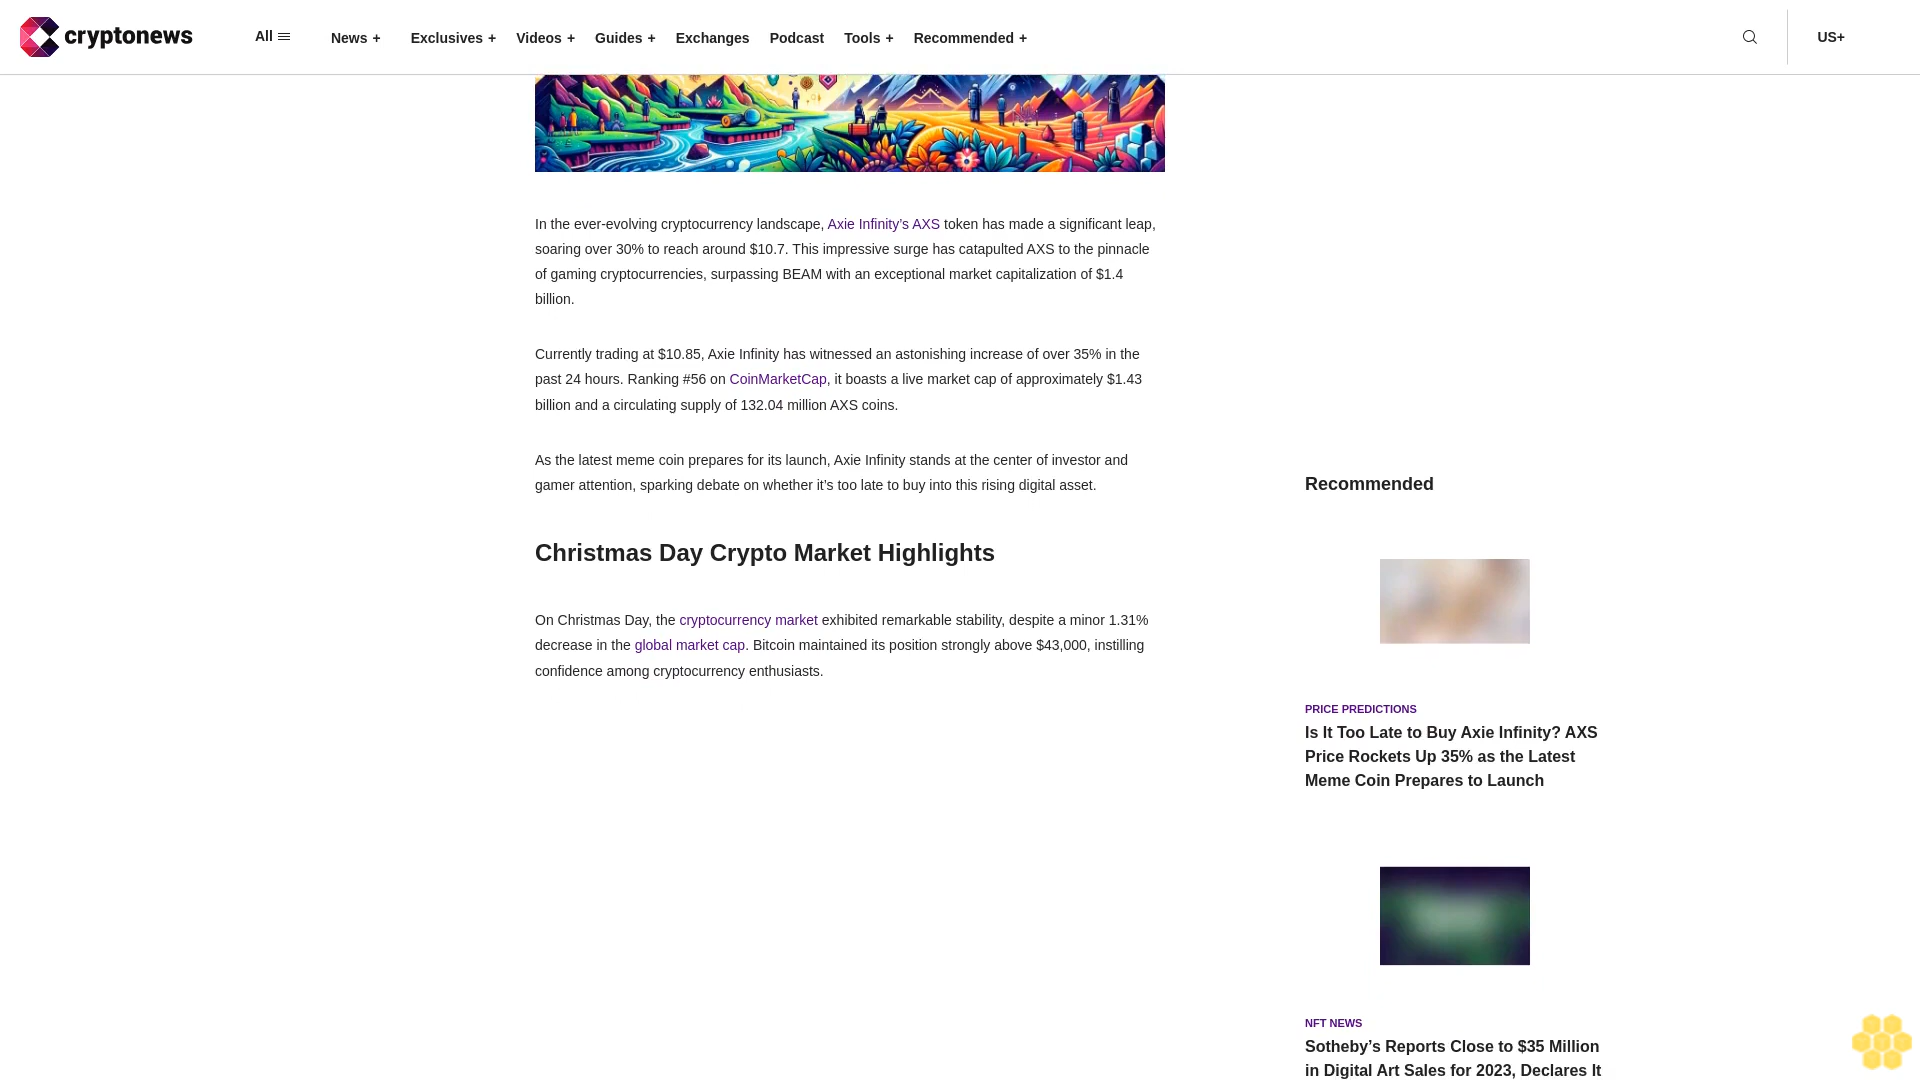 cryptonews
All
News +
Exclusives +
Videos +
Guides +
Exchanges
Podcast
Tools +
Recommended +
US+
In the ever-evolving cryptocurrency landscape, Axie Infinity’s AXS token has made a significant leap,
soaring over 30% to reach around $10.7. This impressive surge has catapulted AXS to the pinnacle
of gaming cryptocurrencies, surpassing BEAM with an exceptional market capitalization of $1.4
billion.
Currently trading at $10.85, Axie Infinity has witnessed an astonishing increase of over 35% in the
past 24 hours. Ranking #56 on CoinMarketCap, it boasts a live market cap of approximately $1.43
billion and a circulating supply of 132.04 million AXS coins.
As the latest meme coin prepares for its launch, Axie Infinity stands at the center of investor and
gamer attention, sparking debate on whether it’s too late to buy into this rising digital asset.
Christmas Day Crypto Market Highlights
On Christmas Day, the cryptocurrency market exhibited remarkable stability, despite a minor 1.31%
decrease in the global market cap. Bitcoin maintained its position strongly above $43,000, instilling
confidence among cryptocurrency enthusiasts.
Recommended
PRICE PREDICTIONS
Is It Too Late to Buy Axie Infinity? AXS
Price Rockets Up 35% as the Latest
Meme Coin Prepares to Launch
NFT NEWS
Sotheby’s Reports Close to $35 Million
in Digital Art Sales for 2023, Declares It